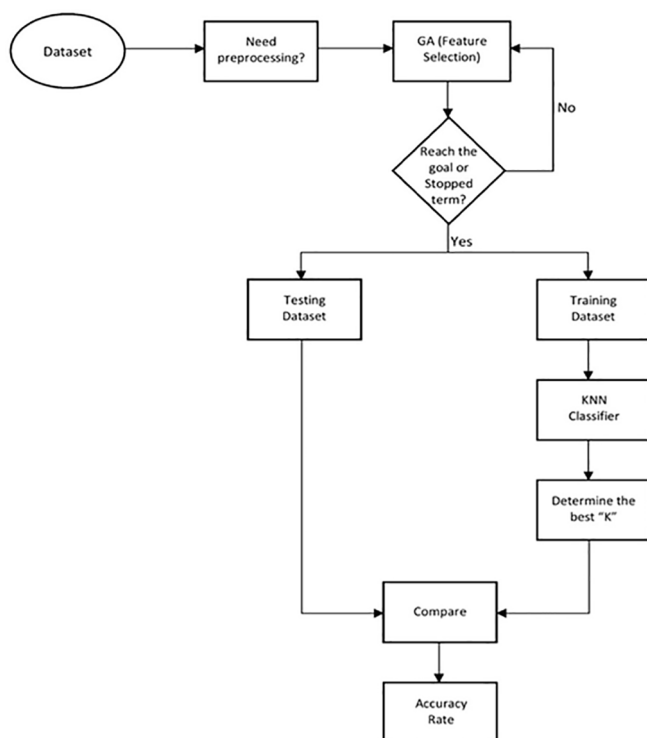 Dataset
Need
preprocessing?
GA (Feature
Selection)
No
Reach the
goal or
Stopped
term?
Yes
Testing
Dataset
Training
Dataset
KNN
Classifier
Determine the
best “K”
Compare
Accuracy
Rate